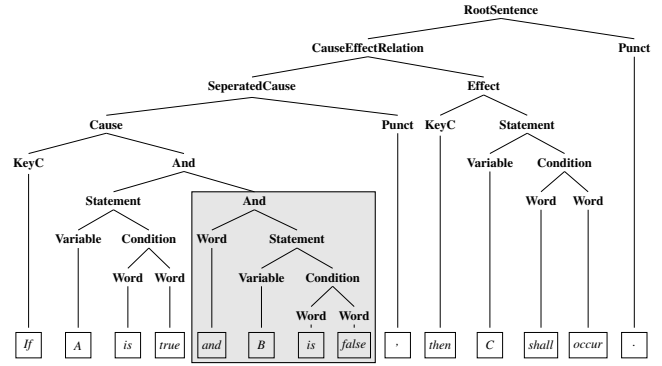 RootSentence
CauseEffectRelation Punct
SeperatedCause Effect
Cause Punct KeyC Statement
KeyC And Variable Condition
Statement And Word Word
Variable Condition Word Statement
Word Word Variable Condition
Word Word
If A is true and B is false , then C shall occur .